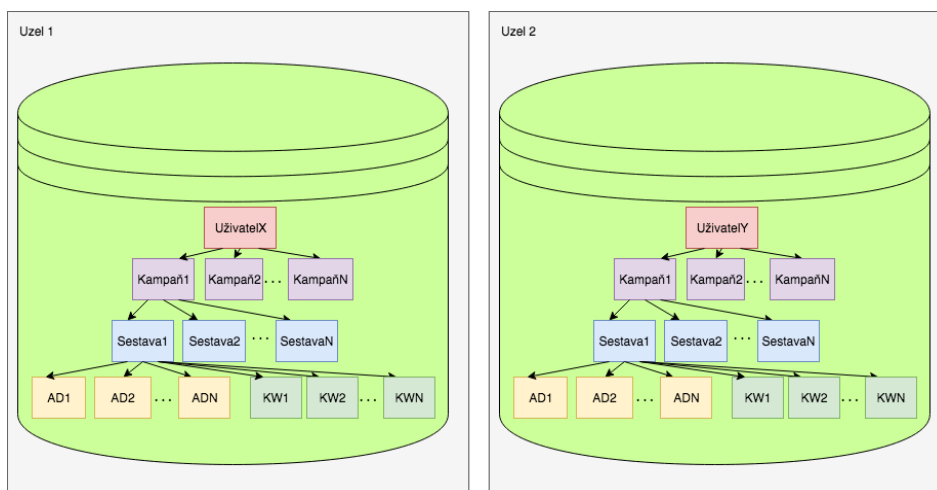 Uzel 1
UživatelX
Kampaň1 Kampaň2 ... KampaňN
Sestava1 Sestava2 ... SestavaN
AD1 AD2 ... ADN KW1 KW2 ... KWN
Uzel 2
UživatelY
Kampaň1 Kampaň2 ... KampaňN
Sestava1 Sestava2 ... SestavaN
AD1 AD2 ... ADN KW1 KW2 ... KWN